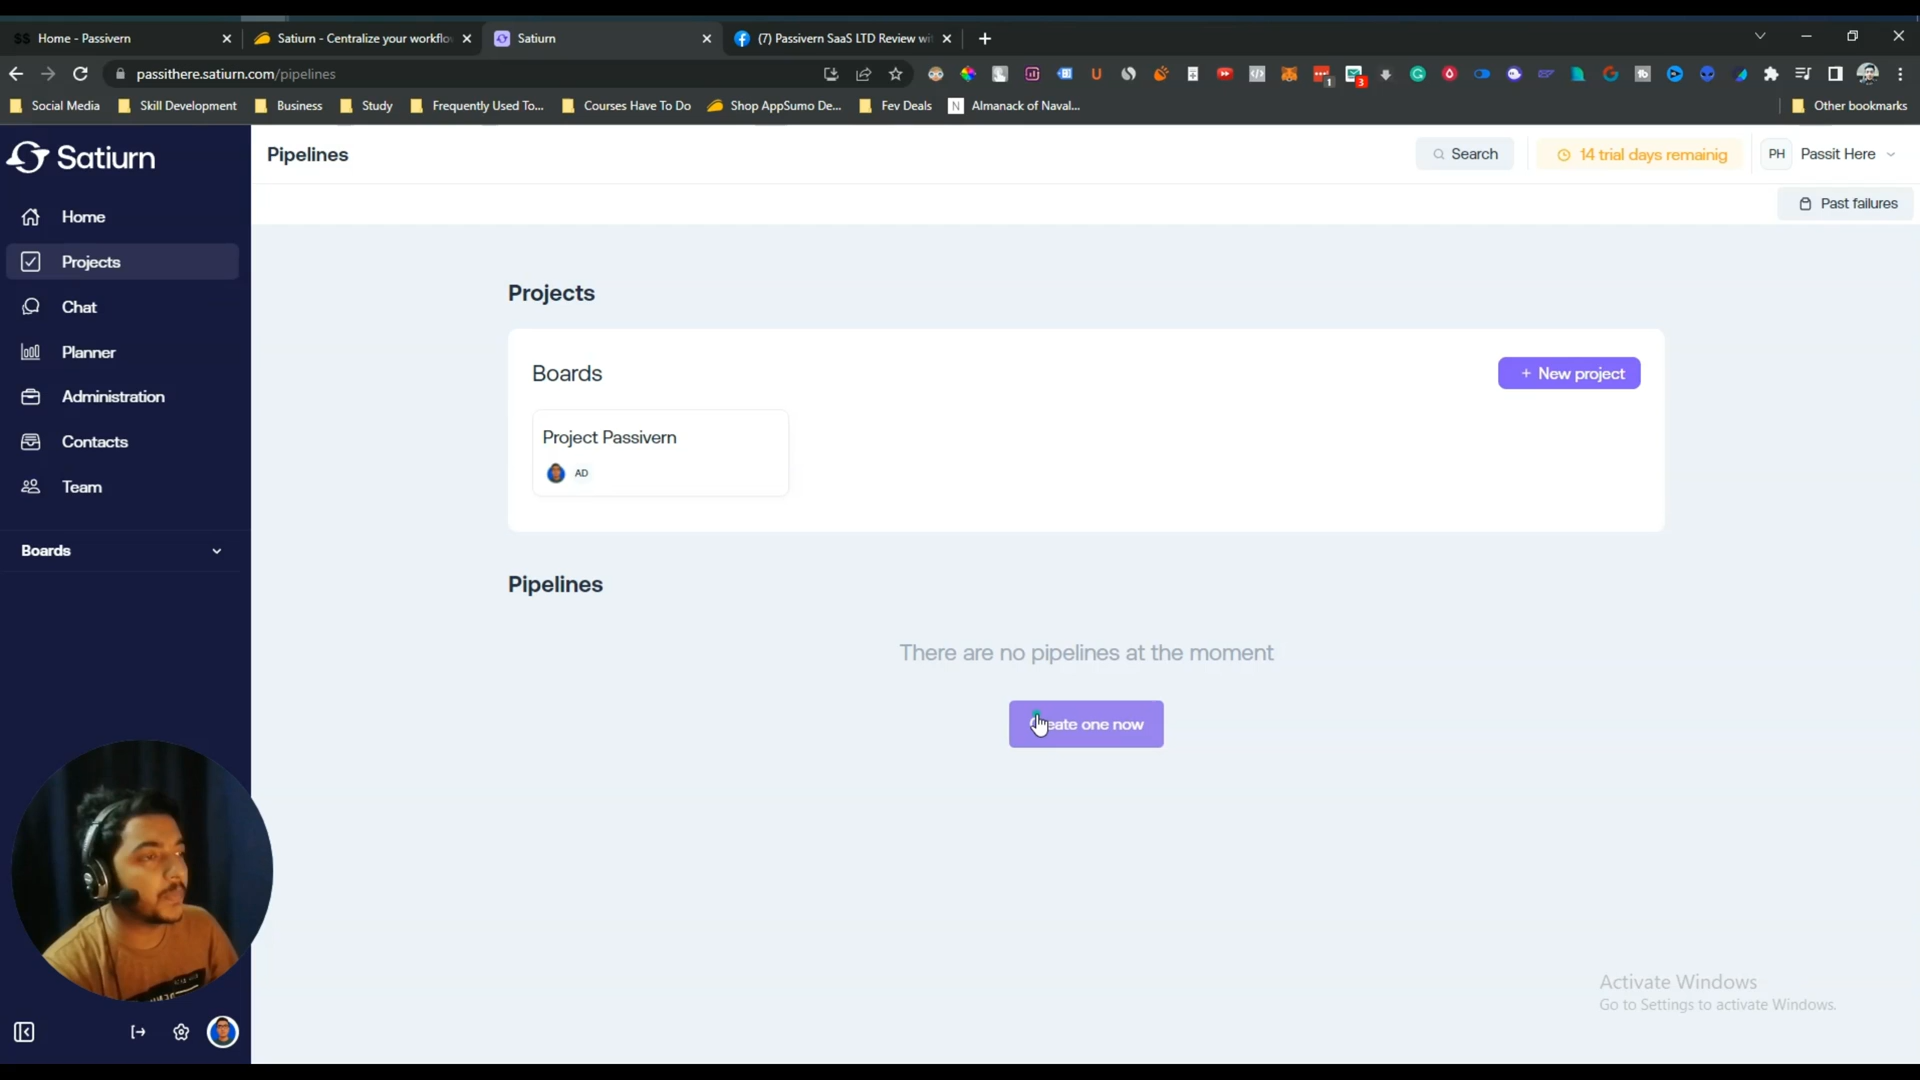 Home - Passivern
Satiurn - Centralize your workflo
Satiurn
(7) Passivern SaaS LTD Review wi
passithere.satiurn.com/pipelines
Social Media
Skill Development
Business
Study
Frequently Used To...
Courses Have To Do
Shop AppSumo De...
Fev Deals
Almanack of Naval...
Other bookmarks
Satiurn
Pipelines
Search
14 trial days remainig
PH
Passit Here
Past failures
Home
Projects
Chat
Planner
Administration
Contacts
Team
Boards
Projects
Boards
+ New project
Project Passivern
AD
Pipelines
There are no pipelines at the moment
eate one now
Activate Windows
Go to Settings to activate Windows.